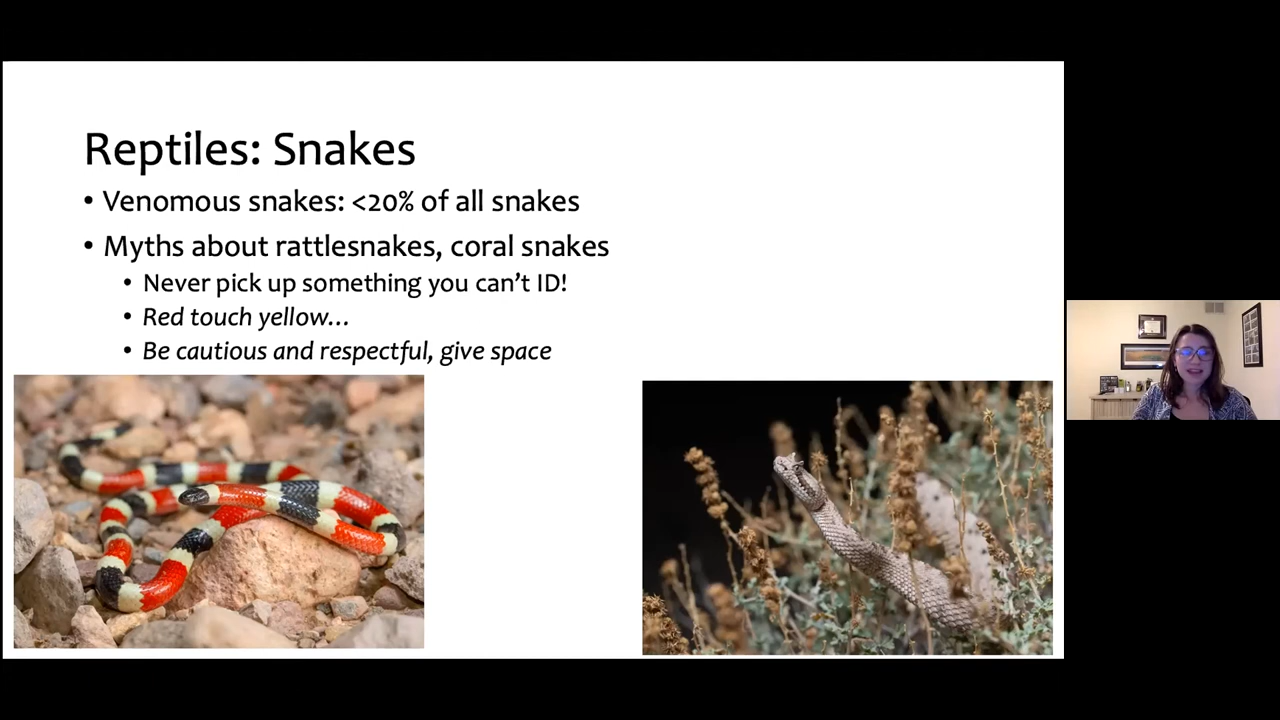 Reptiles: Snakes
• Venomous snakes: <20% of all snakes
• Myths about rattlesnakes, coral snakes
• Never pick up something you can’t ID!
• Red touch yellow…
• Be cautious and respectful, give space